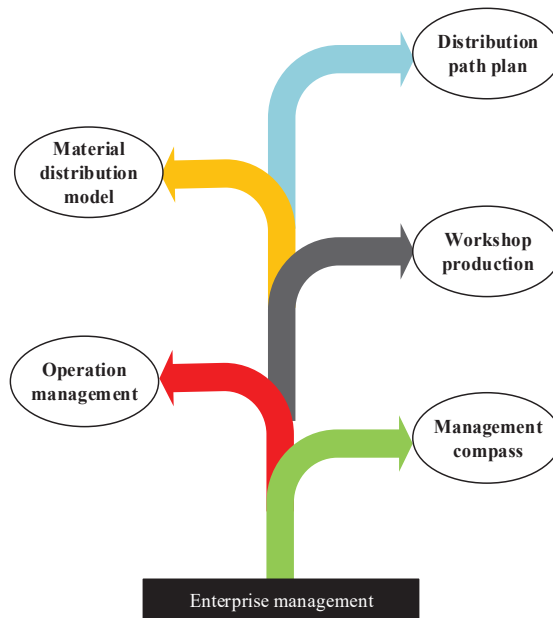 Distribution
path plan
Material
distribution
model
Workshop
production
Operation
management
Management
compass
Enterprise management